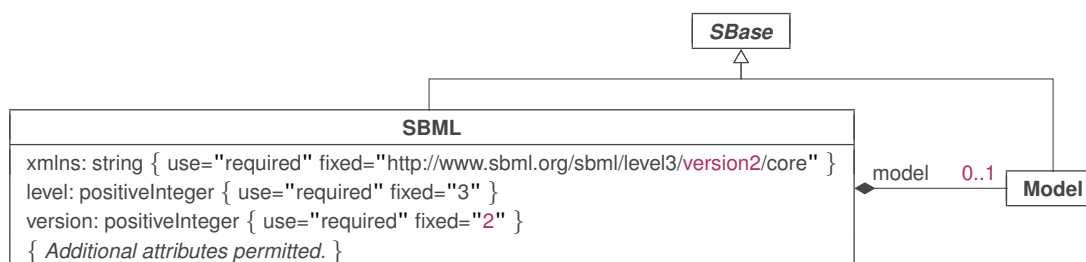 SBase
SBML
xmlns: string { use="required" fixed="http://www.sbml.org/sbml/level3/version2/core" }
level: positiveInteger { use="required" fixed="3" }
version: positiveInteger { use="required" fixed="2" }
{ Additional attributes permitted. }
model 0..1
Model